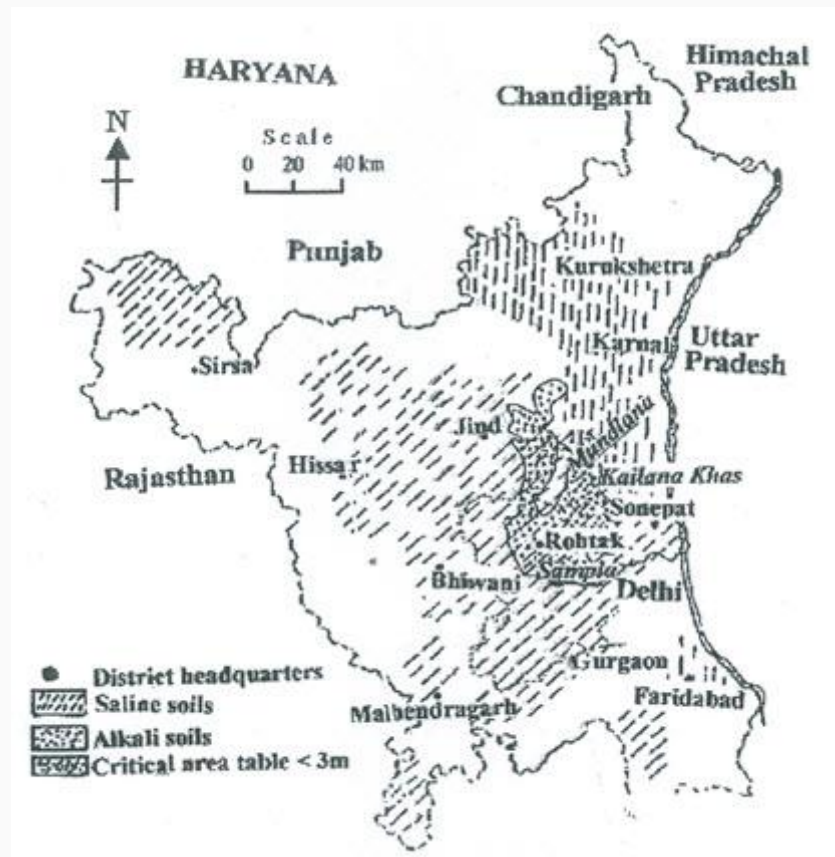 HARYANA
Himachal
Pradesh
Chandigarh
N
Scale
0 20 40 km
Punjab
Kurukshetra
Karnal
Uttar
Pradesh
Sirsa
Jind
Mundlana
Rajasthan
Hissar
Kailana Khas
Sonepat
Rohtak
Bhiwani
Sampla
Delhi
Gurgaon
District headquarters
Faridabad
Saline soils
Malhendragarh
Alkali soils
Critical area table < 3m